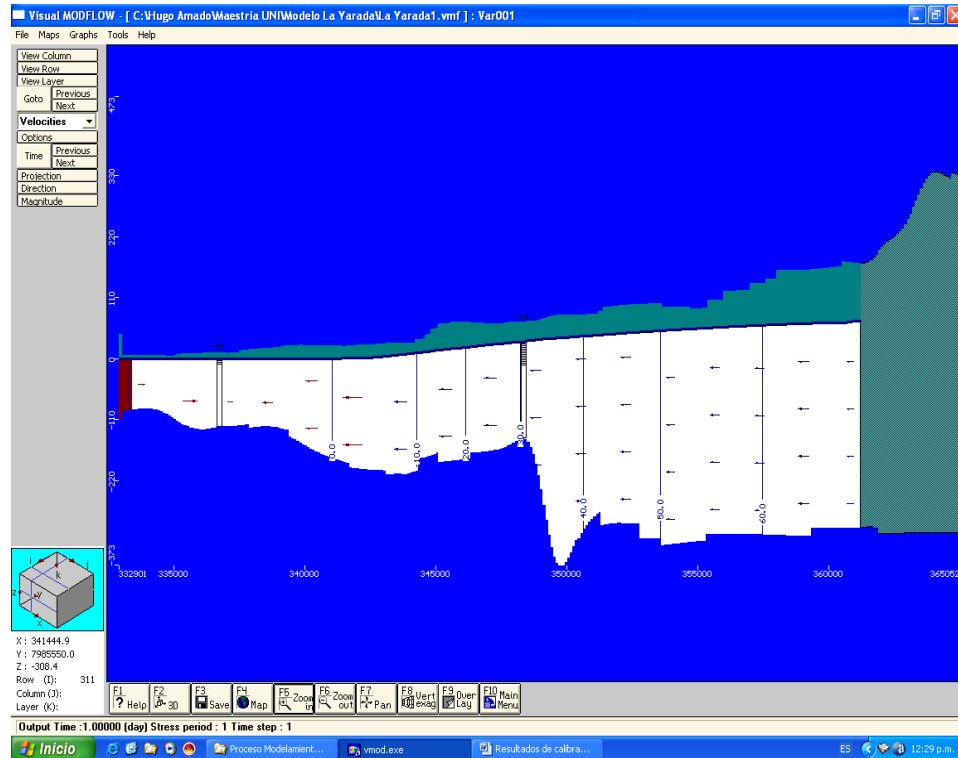 Visual MODFLOW - [ C:\Hugo Amado\Maestria UNI\Modelo La Yarada\La Yarada1.vmf ] : Var001
File Maps Graphs Tools Help
View Column
View Row
View Layer
Goto
Previous
Next
Velocities
Options
Time
Previous
Next
Projection
Direction
Magnitude
473
330
220
110
0
-110
-220
-373
0.0
10.0
20.0
30.0
40.0
50.0
60.0
332901 335000 340000 345000 350000 355000 360000 365052
i j k
z y x
X : 341444.9
Y : 7985550.0
Z : -308.4
Row (I): 311
Column (J):
Layer (K):
F1 ? Help
F2 3D
F3 Save
F4 Map
F5 Zoom in
F6 Zoom out
F7 Pan
F8 Vert exag
F9 Over Lay
F10 Main Menu
Output Time :1.00000 (day) Stress period : 1 Time step : 1
Inicio
Proceso Modelamient...
vmod.exe
Resultados de calibra...
ES
12:29 p.m.